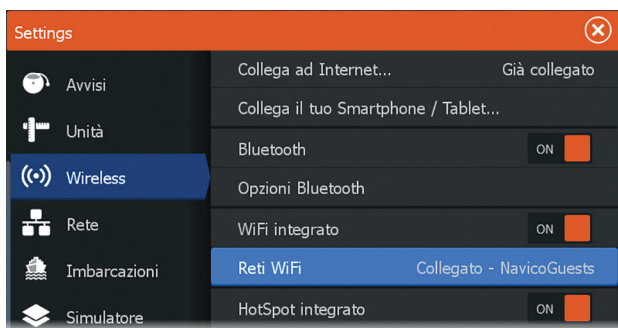 Settings
Avvisi
Unità
Wireless
Rete
Imbarcazioni
Simulatore
Collega ad Internet... Già collegato
Collega il tuo Smartphone / Tablet...
Bluetooth ON
Opzioni Bluetooth
WiFi integrato ON
Reti WiFi Collegato - NavicoGuests
HotSpot integrato ON